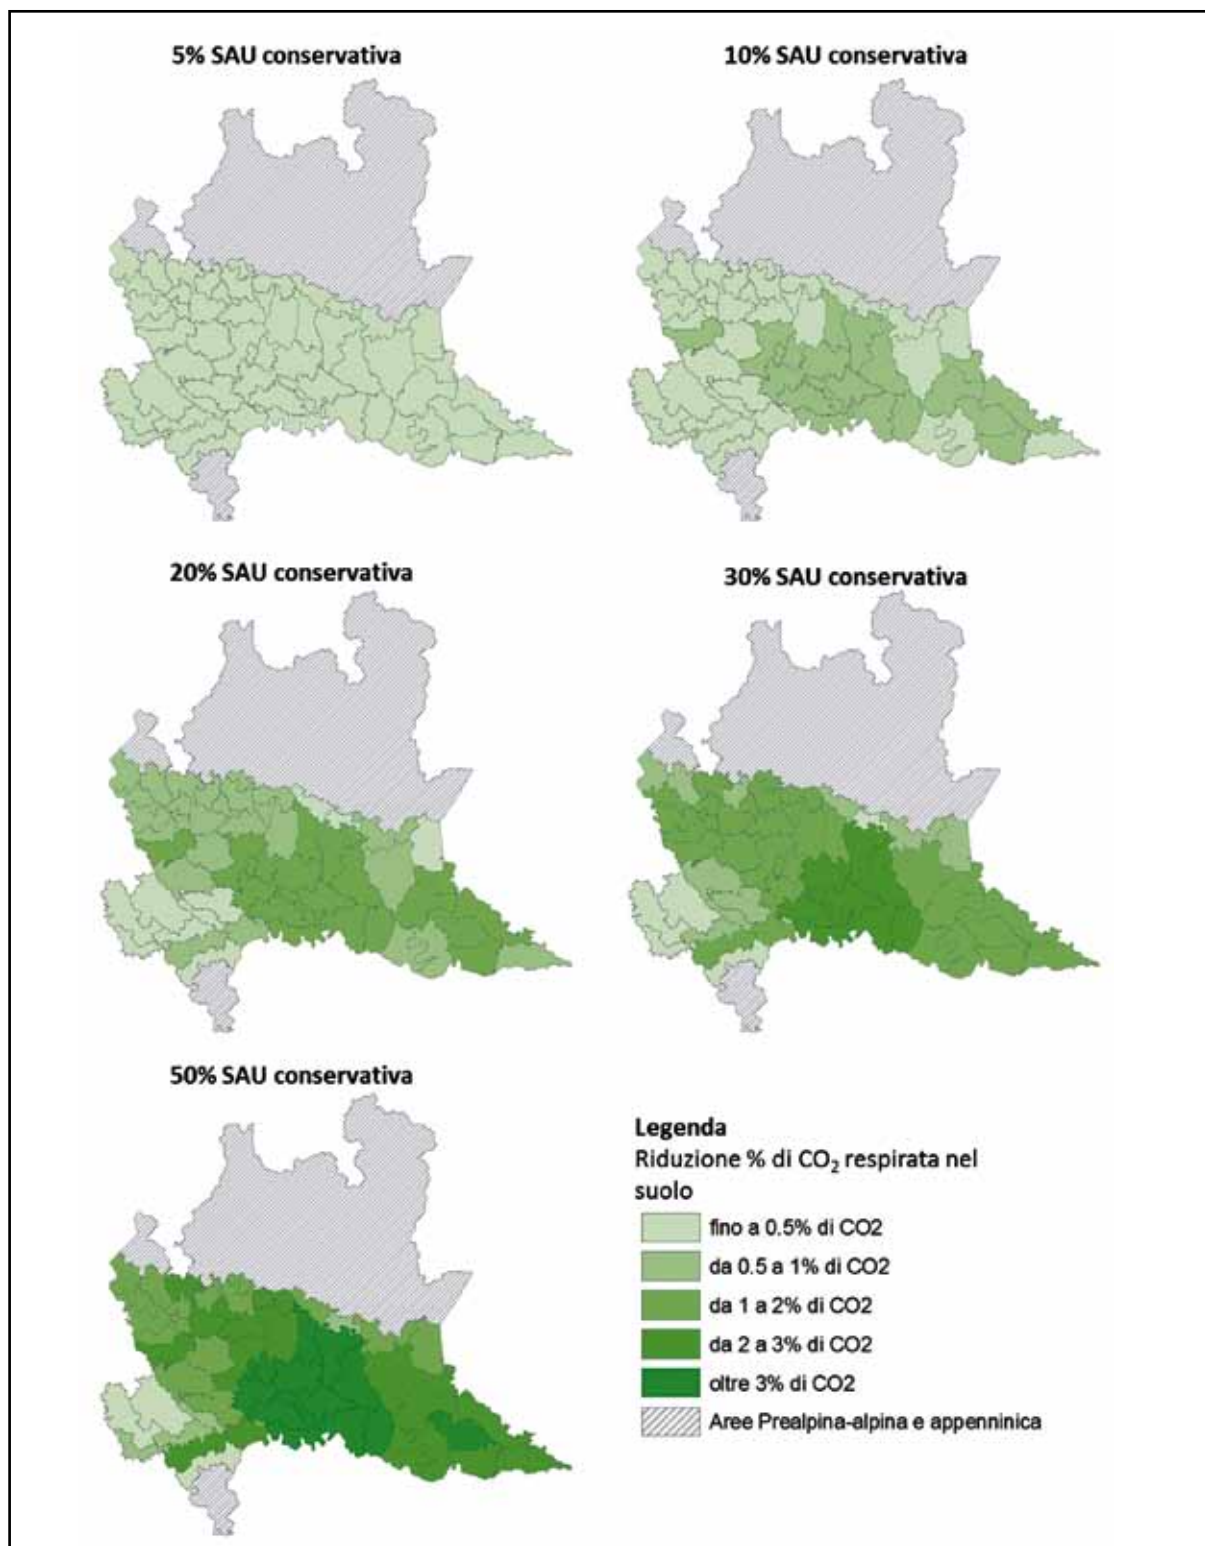 5% SAU conservativa
10% SAU conservativa
20% SAU conservativa
30% SAU conservativa
50% SAU conservativa
Legenda
Riduzione % di CO₂ respirata nel
suolo
fino a 0.5% di CO2
da 0.5 a 1% di CO2
da 1 a 2% di CO2
da 2 a 3% di CO2
oltre 3% di CO2
Aree Prealpina-alpina e appenninica